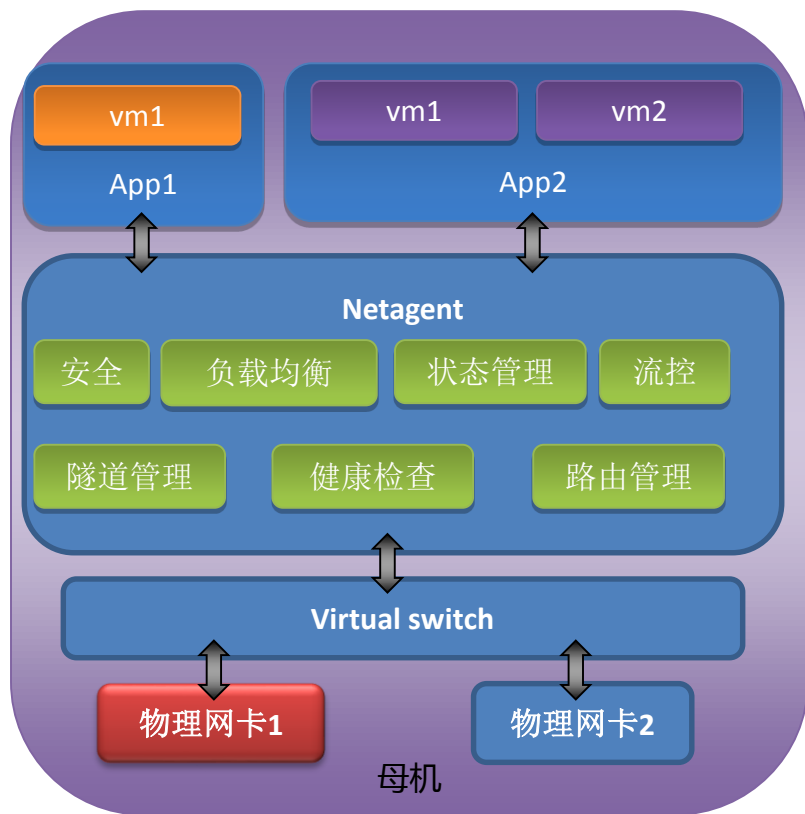 vm1
App1
vm1
vm2
App2
Netagent
安全
负载均衡
状态管理
流控
隧道管理
健康检查
路由管理
Virtual switch
物理网卡1
物理网卡2
母机